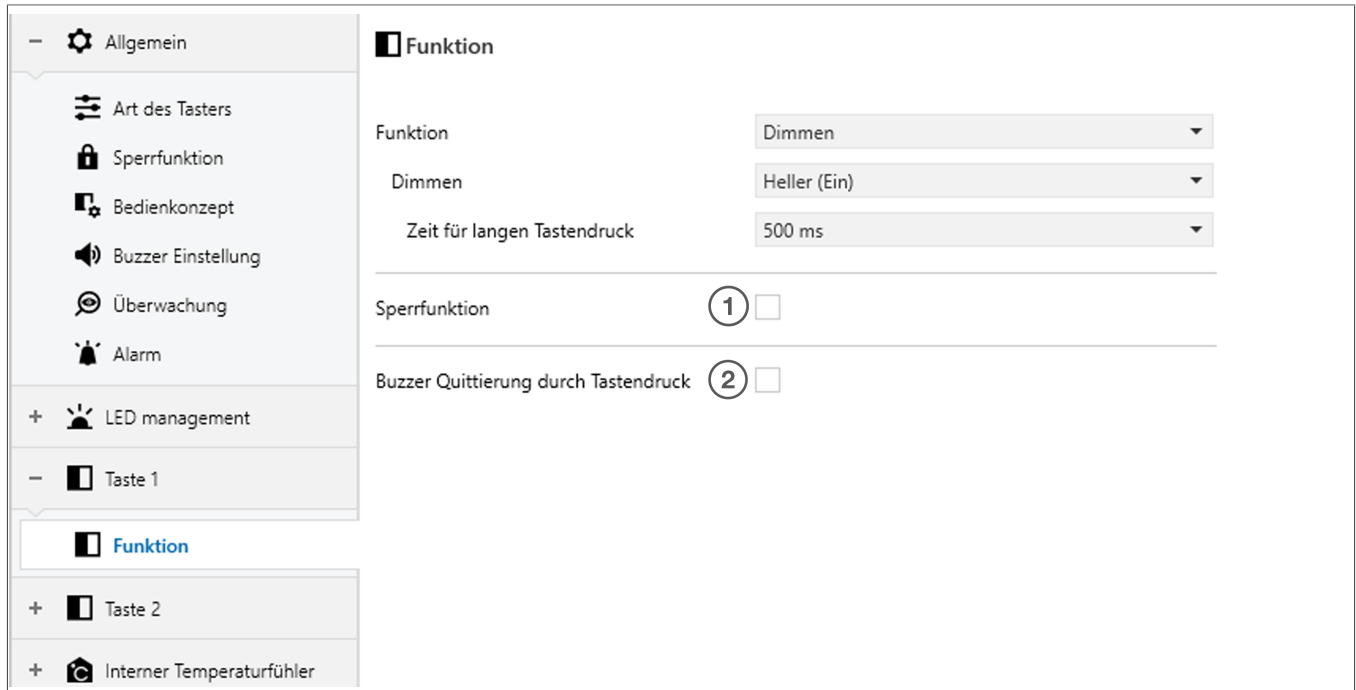 Allgemein
Art des Tasters
Sperrfunktion
Bedienkonzept
Buzzer Einstellung
Überwachung
Alarm
LED management
Taste 1
Funktion
Taste 2
Interner Temperaturfühler
Funktion
Funktion Dimmen
Dimmen Heller (Ein)
Zeit für langen Tastendruck 500 ms
Sperrfunktion 1
Buzzer Quittierung durch Tastendruck 2